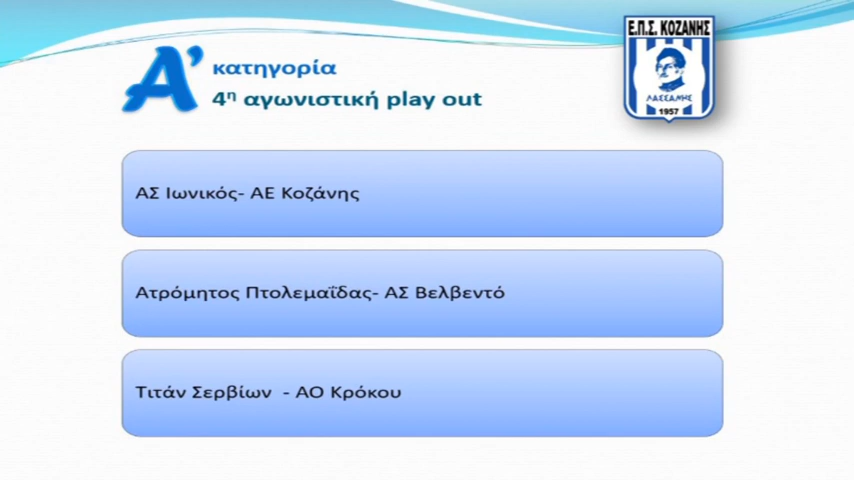 Ε.Π.Σ. ΚΟΖΑΝΗΣ
ΛΑΣΣΑΝΗΣ
1957
Α’ κατηγορία
4η αγωνιστική play out
ΑΣ Ιωνικός- ΑΕ Κοζάνης
Ατρόμητος Πτολεμαΐδας- ΑΣ Βελβεντό
Τιτάν Σερβίων - ΑΟ Κρόκου